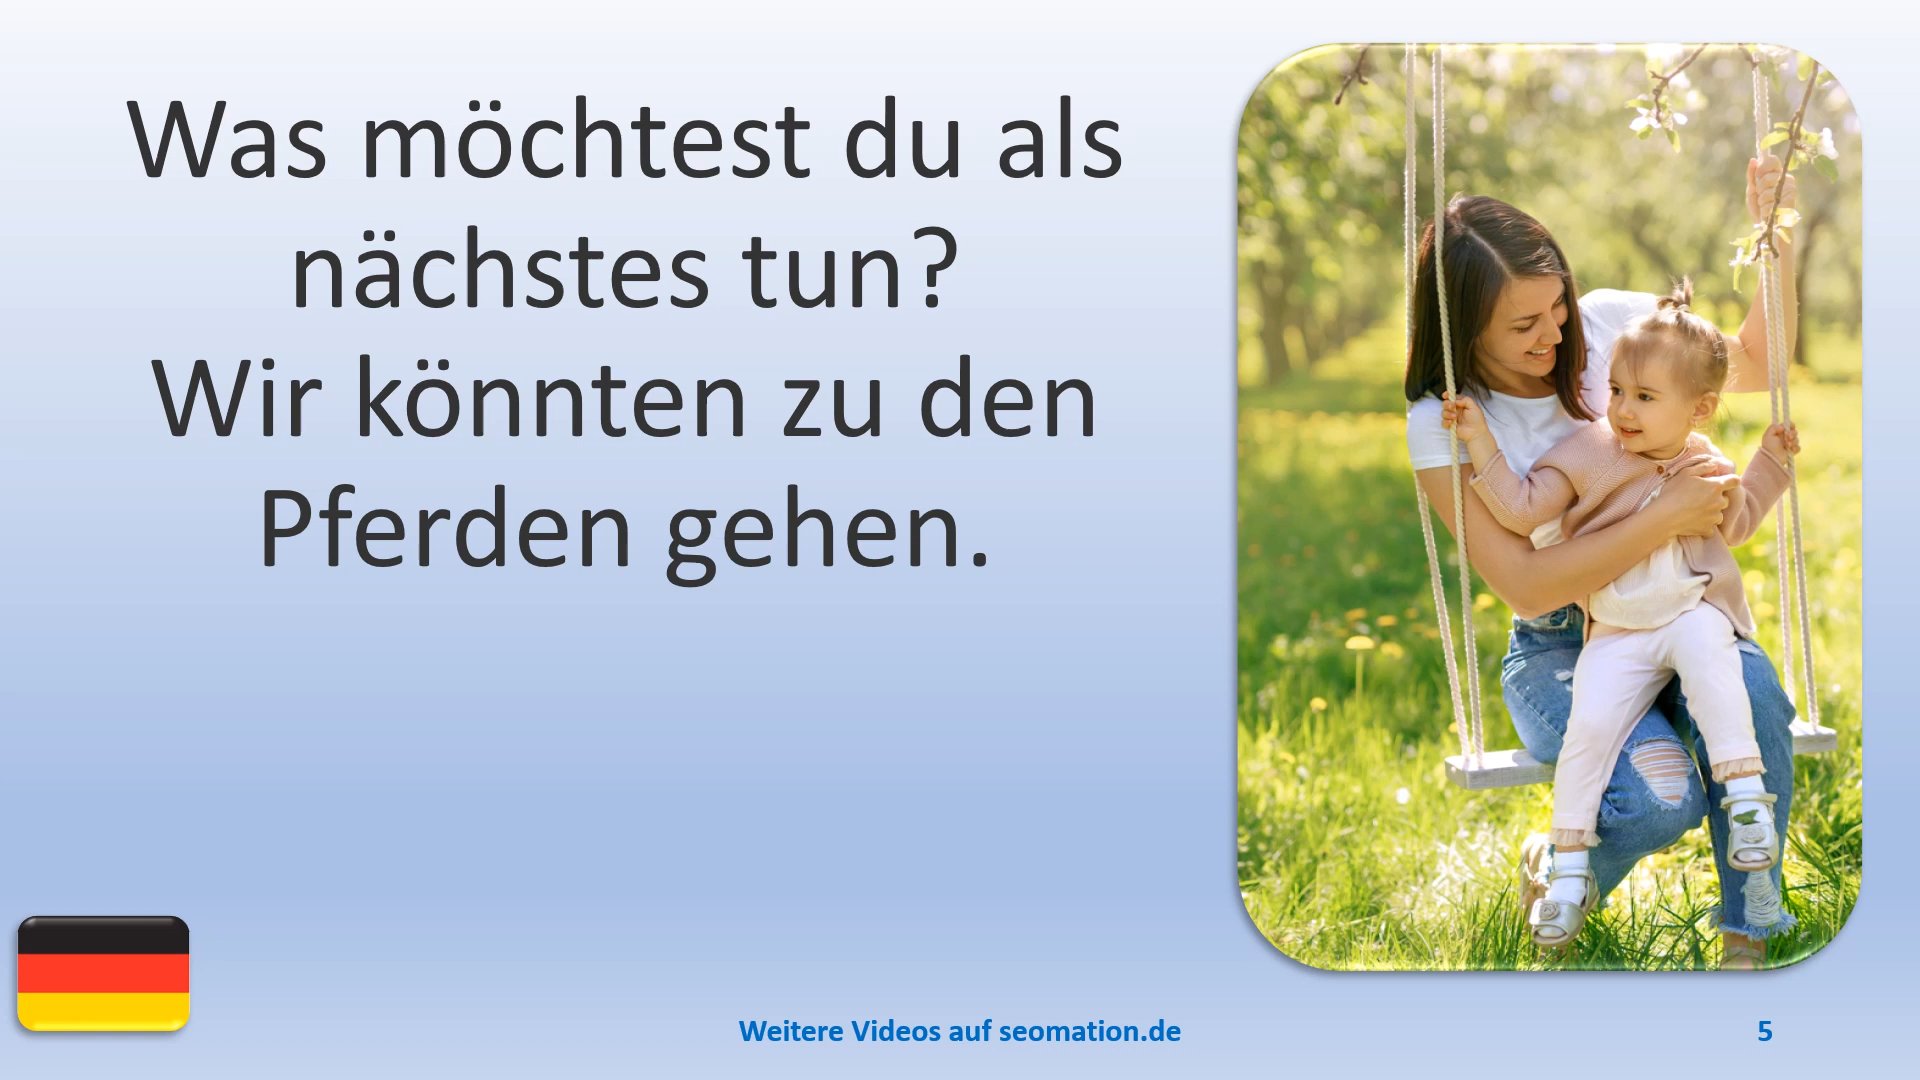 Was möchtest du als
nächstes tun?
Wir könnten zu den
Pferden gehen.
Weitere Videos auf seomation.de
5